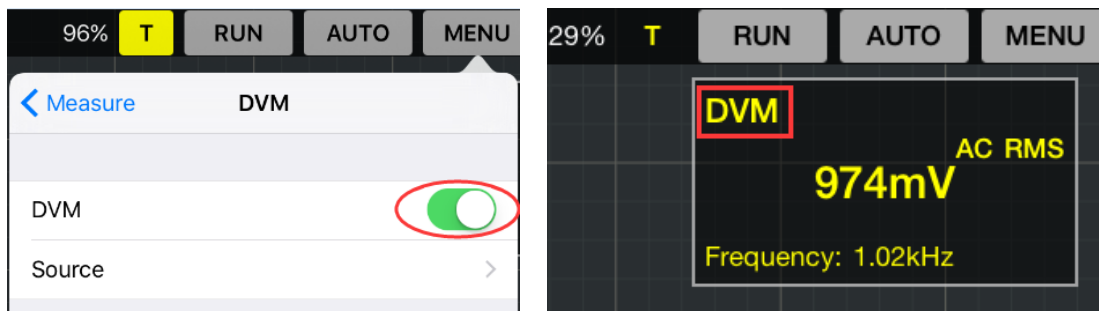 96% T RUN AUTO MENU
Measure DVM
DVM
Source
29% T RUN AUTO MENU
DVM
AC RMS
974mV
Frequency: 1.02kHz